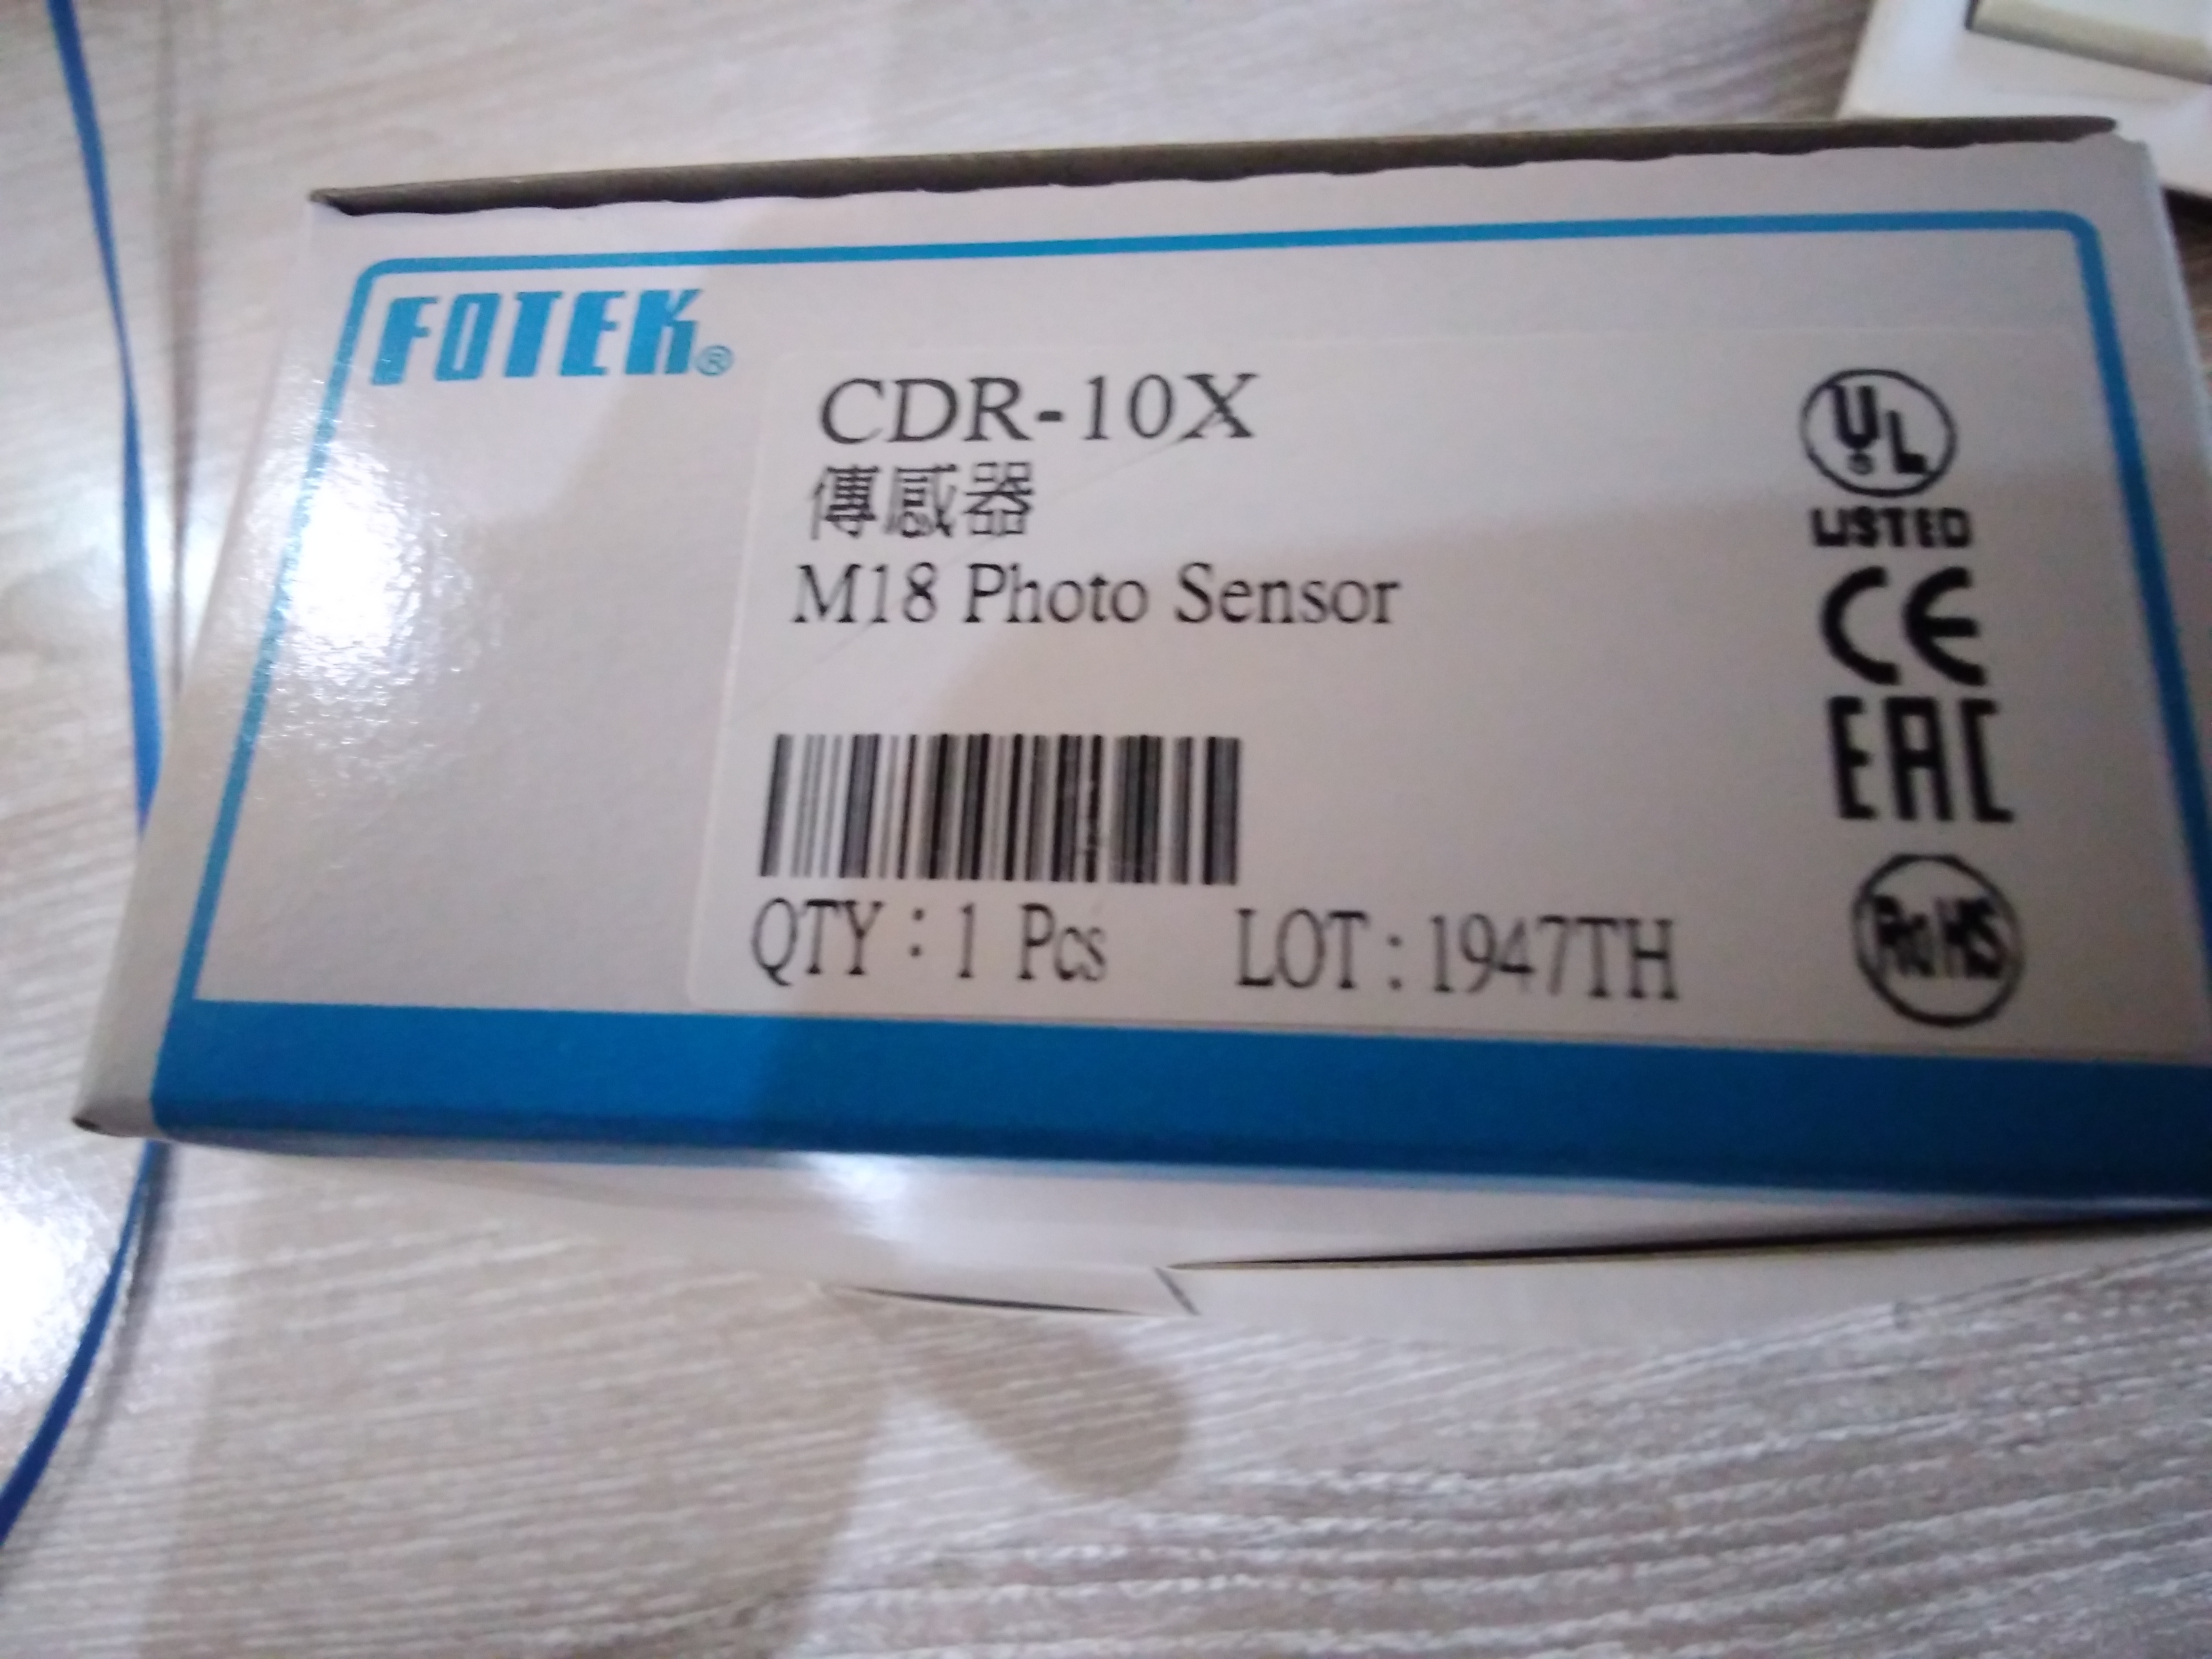 FOTEK®
CDR-10X
傳感器
M18 Photo Sensor
QTY : 1 Pcs LOT : 1947TH
UL
LISTED
CE
EAC
RoHS